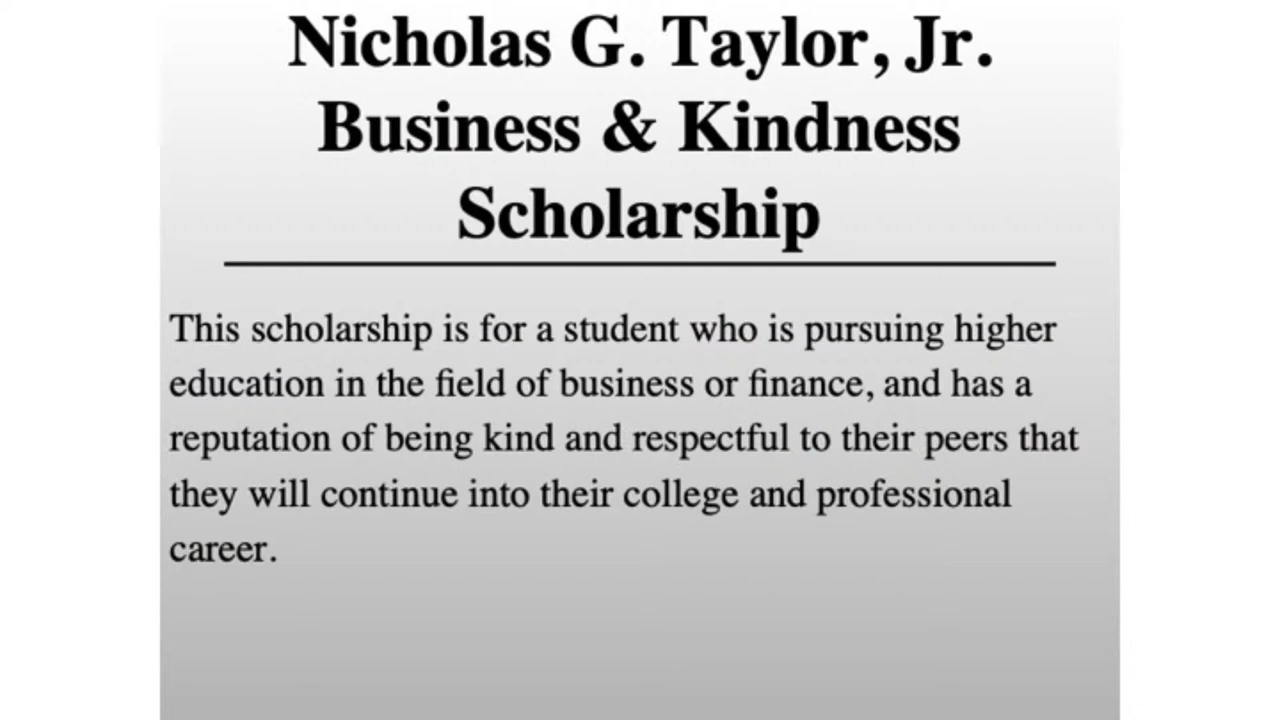 Nicholas G. Taylor, Jr.
Business & Kindness
Scholarship
This scholarship is for a student who is pursuing higher
education in the field of business or finance, and has a
reputation of being kind and respectful to their peers that
they will continue into their college and professional
career.